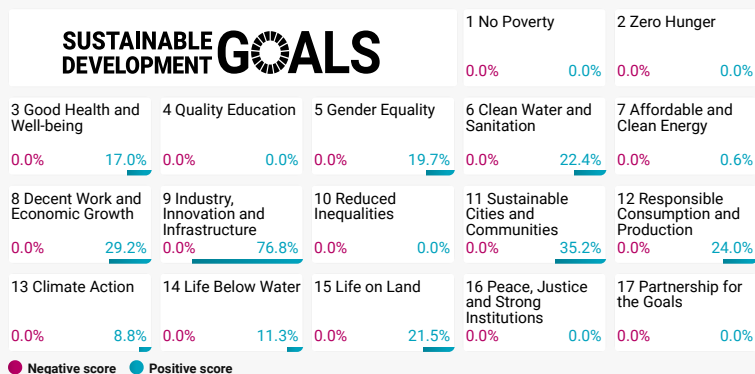 SUSTAINABLE
DEVELOPMENT
GOALS
1 No Poverty
0.0% 0.0%
2 Zero Hunger
0.0% 0.0%
3 Good Health and
Well-being
0.0% 17.0%
4 Quality Education
0.0% 0.0%
5 Gender Equality
0.0% 19.7%
6 Clean Water and
Sanitation
0.0% 22.4%
7 Affordable and
Clean Energy
0.0% 0.6%
8 Decent Work and
Economic Growth
0.0% 29.2%
9 Industry,
Innovation and
Infrastructure
0.0% 76.8%
10 Reduced
Inequalities
0.0% 0.0%
11 Sustainable
Cities and
Communities
0.0% 35.2%
12 Responsible
Consumption and
Production
0.0% 24.0%
13 Climate Action
0.0% 8.8%
14 Life Below Water
0.0% 11.3%
15 Life on Land
0.0% 21.5%
16 Peace, Justice
and Strong
Institutions
0.0% 0.0%
17 Partnership for
the Goals
0.0% 0.0%
Negative score Positive score